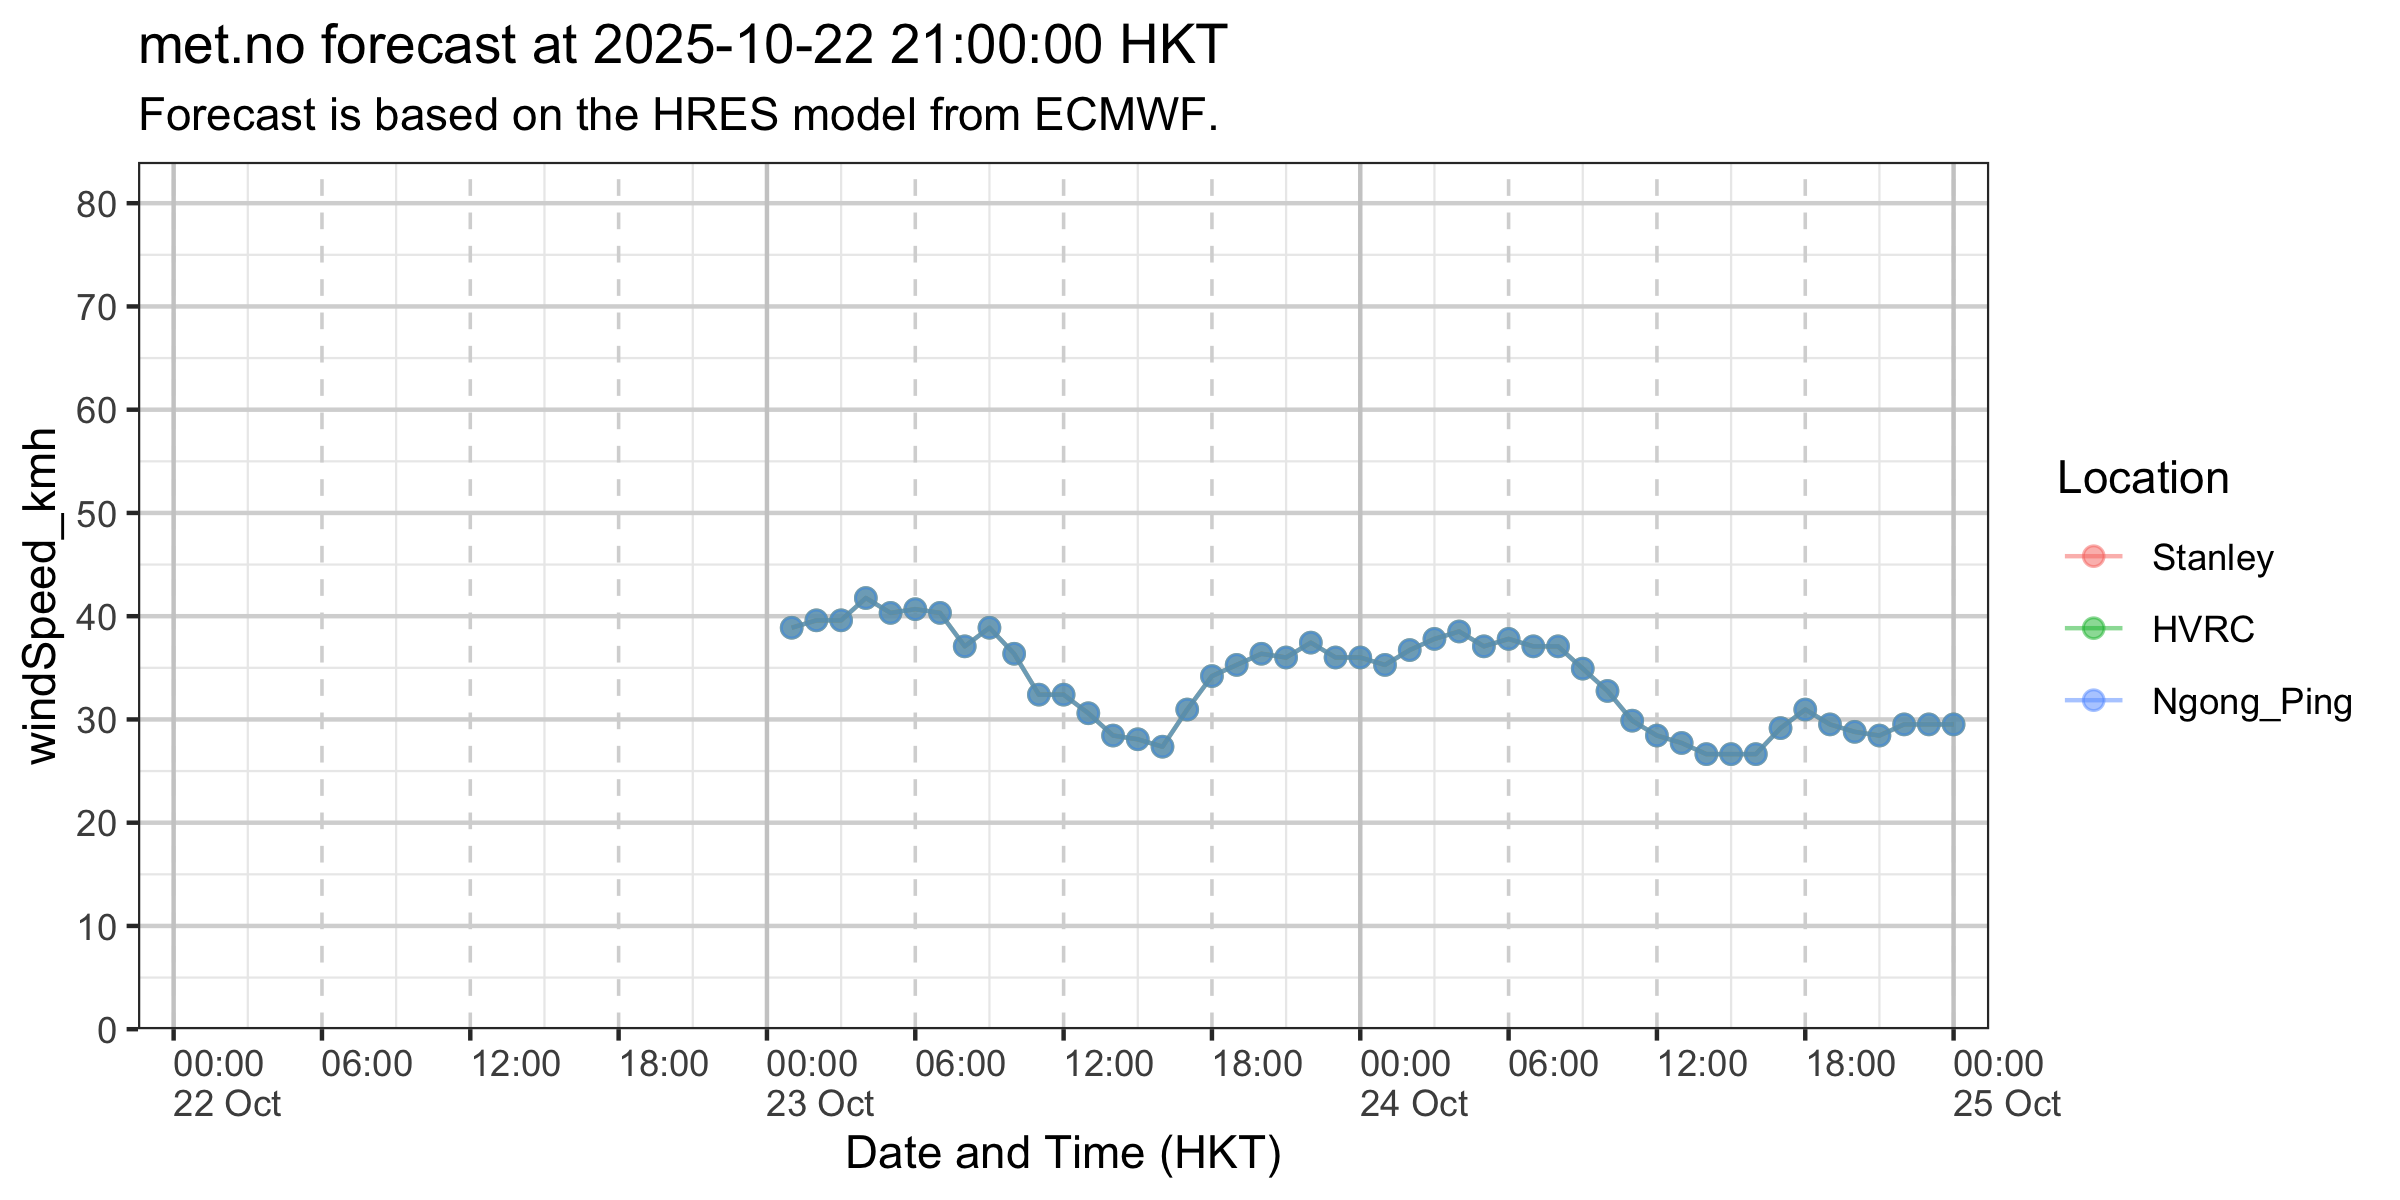 met.no forecast at 2025-10-22 21:00:00 HKT
Forecast is based on the HRES model from ECMWF.
windSpeed_kmh
80
70
60
50
40
30
20
10
0
00:00 06:00 12:00 18:00 00:00 06:00 12:00 18:00 00:00 06:00 12:00 18:00 00:00
22 Oct 23 Oct 24 Oct 25 Oct
Date and Time (HKT)
Location
Stanley
HVRC
Ngong_Ping